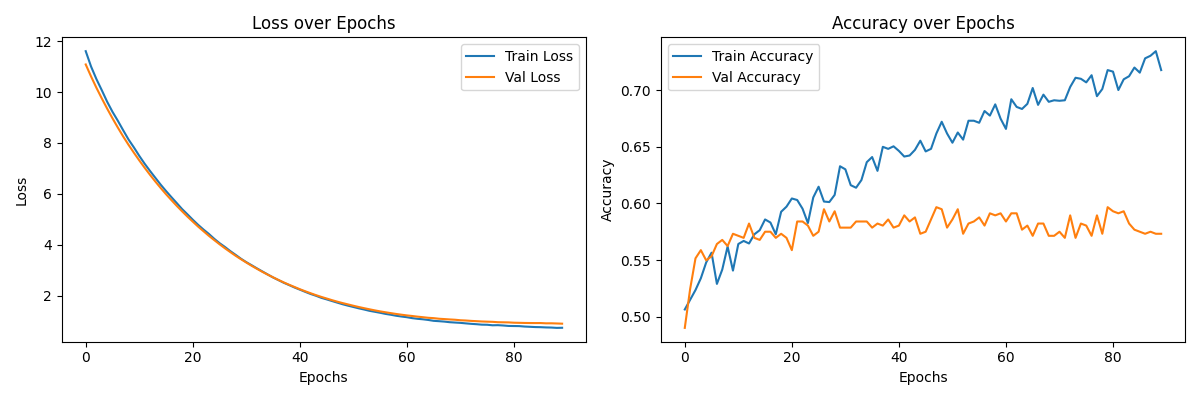 Loss over Epochs
12
10
8
6
4
2
Loss
0
20
40
60
80
Epochs
Train Loss
Val Loss
Accuracy over Epochs
0.70
0.65
0.60
0.55
0.50
Accuracy
0
20
40
60
80
Epochs
Train Accuracy
Val Accuracy